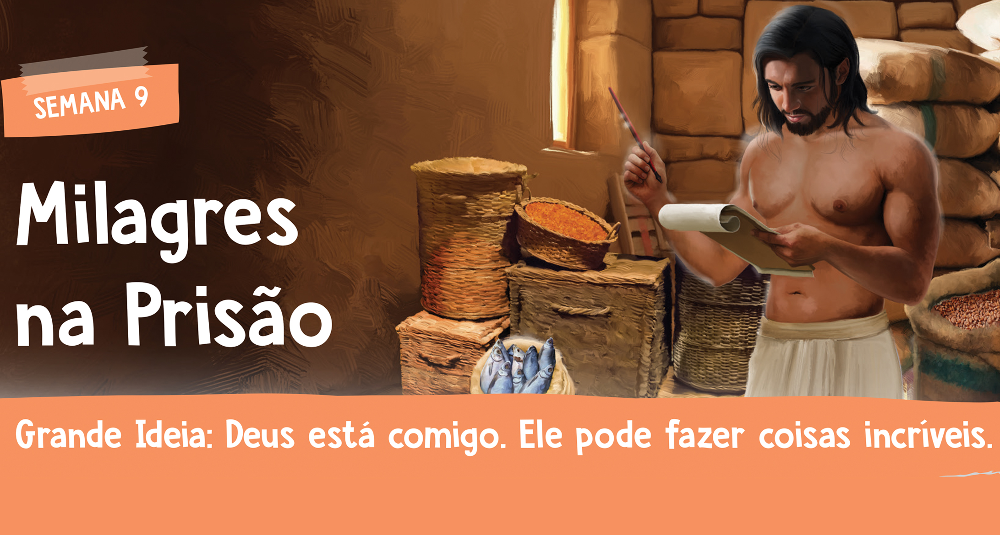 SEMANA 9
Milagres
na Prisão
Grande Ideia: Deus está comigo. Ele pode fazer coisas incríveis.